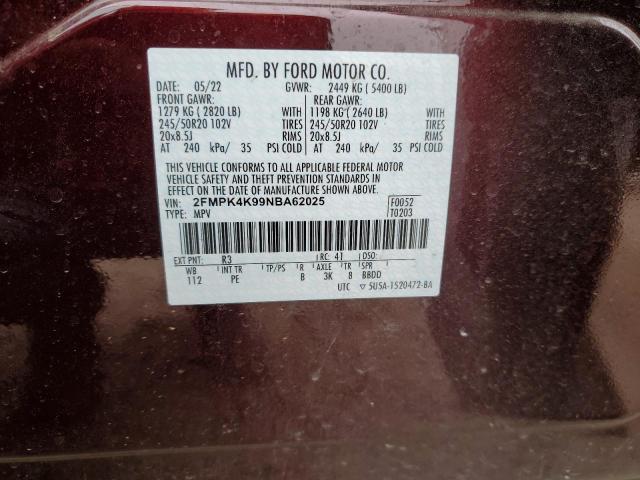 MFD. BY FORD MOTOR CO.
DATE: 05/22 GVWR: 2449 KG ( 5400 LB)
FRONT GAWR: REAR GAWR:
1279 KG ( 2820 LB) WITH 1198 KG ( 2640 LB) WITH
245/50R20 102V TIRES 245/50R20 102V TIRES
20x8.5J RIMS 20x8.5J RIMS
AT 240 kPa/ 35 PSI COLD AT 240 kPa/ 35 PSI COLD
THIS VEHICLE CONFORMS TO ALL APPLICABLE FEDERAL MOTOR
VEHICLE SAFETY AND THEFT PREVENTION STANDARDS IN
EFFECT ON THE DATE OF MANUFACTURE SHOWN ABOVE.
VIN: 2FMPK4K99NBA62025 F0052
TYPE: MPV T0203
EXT PNT: R3 RC: 41 DSO:
WB INT TR TP/PS R AXLE TR SPR
112 PE B 3K 8 BBDD
UTC ▽ 5U5A-1520472-BA